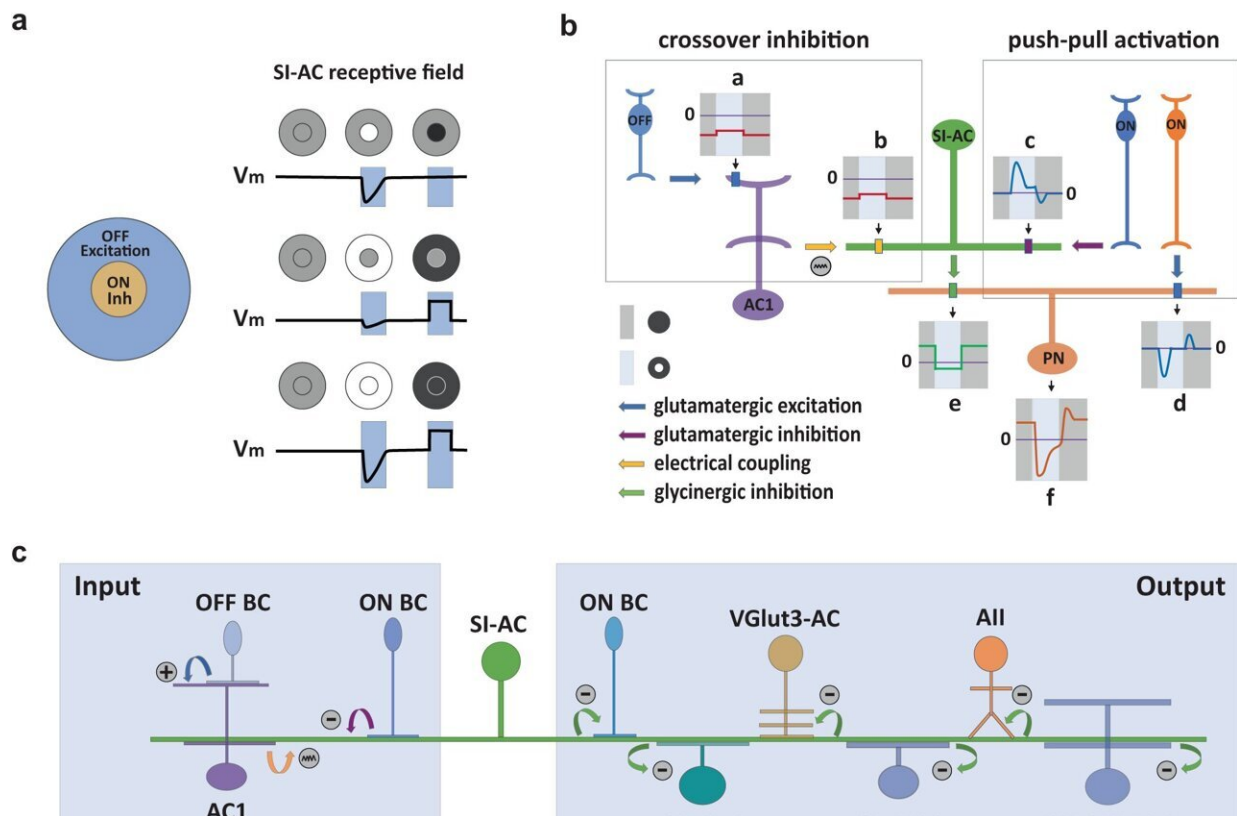 a
SI-AC receptive field
Vm
OFF
Excitation
ON
Inh
Vm
Vm
b
crossover inhibition
push-pull activation
a
OFF
0
SI-AC
ON
ON
b
c
0
0
AC1
PN
0
0
e
d
0
f
glutamatergic excitation
glutamatergic inhibition
electrical coupling
glycinergic inhibition
c
Input
Output
OFF BC
ON BC
SI-AC
ON BC
VGlut3-AC
AII
+
-
-
-
-
-
-
-
AC1